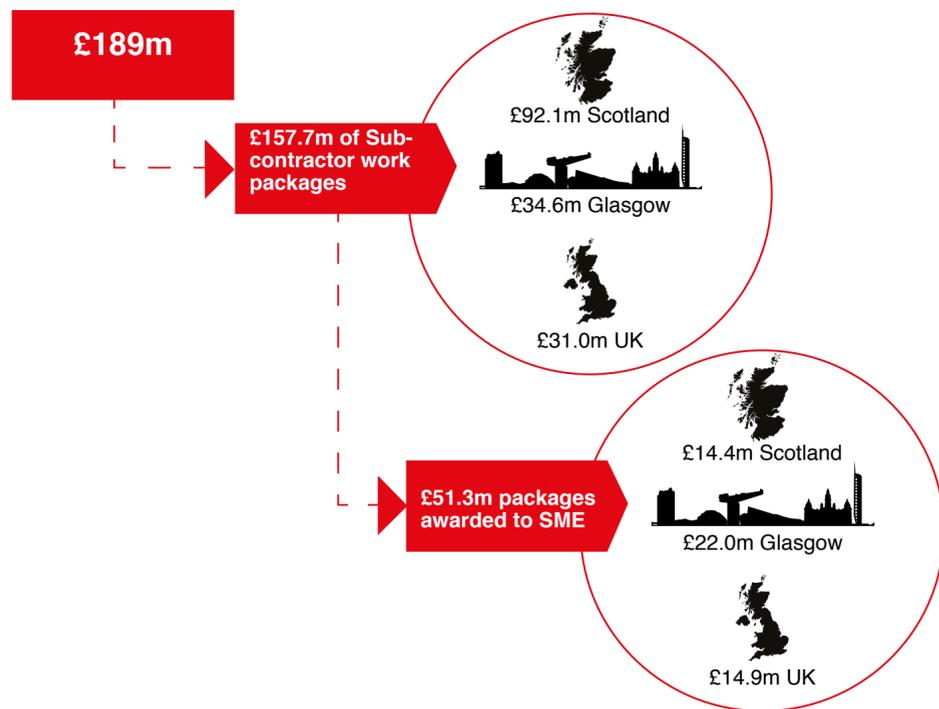 £189m
£157.7m of Sub-
contractor work
packages
£92.1m Scotland
£34.6m Glasgow
£31.0m UK
£51.3m packages
awarded to SME
£14.4m Scotland
£22.0m Glasgow
£14.9m UK